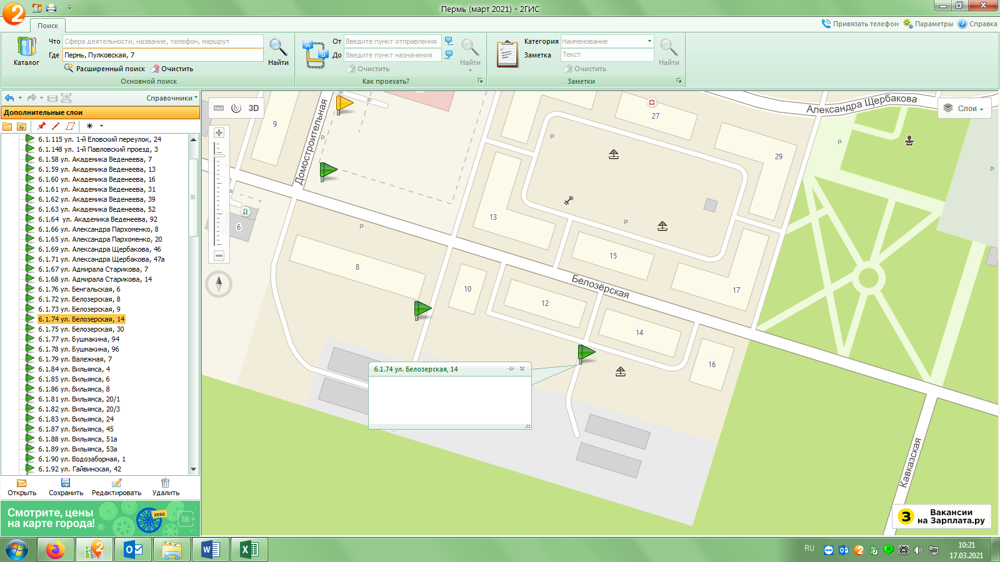 Пермь (март 2021) - 2ГИС
Поиск
Привязать телефон
Параметры
Справка
Каталог
Что
Сфера деятельности, название, телефон, маршрут
Где
Пермь, Пулковская, 7
Расширенный поиск
Очистить
Найти
Основной поиск
От
Введите пункт отправления
До
Введите пункт назначения
Очистить
Найти
Как проехать?
Категория
Наименование
Заметка
Текст
Очистить
Найти
Заметки
Справочники
Дополнительные слои
6.1.115 ул. 1-й Еловский переулок, 24
6.1.148 ул. 1-й Павловский проезд, 3
6.1.58 ул. Академика Веденеева, 7
6.1.59 ул. Академика Веденеева, 13
6.1.60 ул. Академика Веденеева, 16
6.1.61 ул. Академика Веденеева, 31
6.1.62 ул. Академика Веденеева, 39
6.1.63 ул. Академика Веденеева, 52
6.1.64 ул. Академика Веденеева, 92
6.1.66 ул. Александра Пархоменко, 8
6.1.65 ул. Александра Пархоменко, 20
6.1.69 ул. Александра Щербакова, 46
6.1.71 ул. Александра Щербакова, 47а
6.1.67 ул. Адмирала Старикова, 7
6.1.68 ул. Адмирала Старикова, 14
6.1.76 ул. Бенгальская, 6
6.1.72 ул. Белозерская, 8
6.1.73 ул. Белозерская, 9
6.1.74 ул. Белозерская, 14
6.1.75 ул. Белозерская, 30
6.1.77 ул. Бушмакина, 94
6.1.78 ул. Бушмакина, 96
6.1.79 ул. Валежная, 7
6.1.84 ул. Вильямса, 4
6.1.85 ул. Вильямса, 6
6.1.86 ул. Вильямса, 8
6.1.81 ул. Вильямса, 20/1
6.1.82 ул. Вильямса, 20/3
6.1.83 ул. Вильямса, 24
6.1.87 ул. Вильямса, 45
6.1.88 ул. Вильямса, 51а
6.1.89 ул. Вильямса, 53а
6.1.90 ул. Водозаборная, 1
6.1.92 ул. Гайвинская, 42
Открыть
Сохранить
Редактировать
Удалить
Смотрите, цены
на карте города!
3550
18+
3D
Слои
Домостроительная
Александра Щербакова
Белозёрская
Кавказская
9
27
29
P
P
P
P
13
6
P
P
15
8
10
12
17
14
16
6.1.74 ул. Белозерская, 14
З
Вакансии
на Зарплата.ру
RU
10:21
17.03.2021